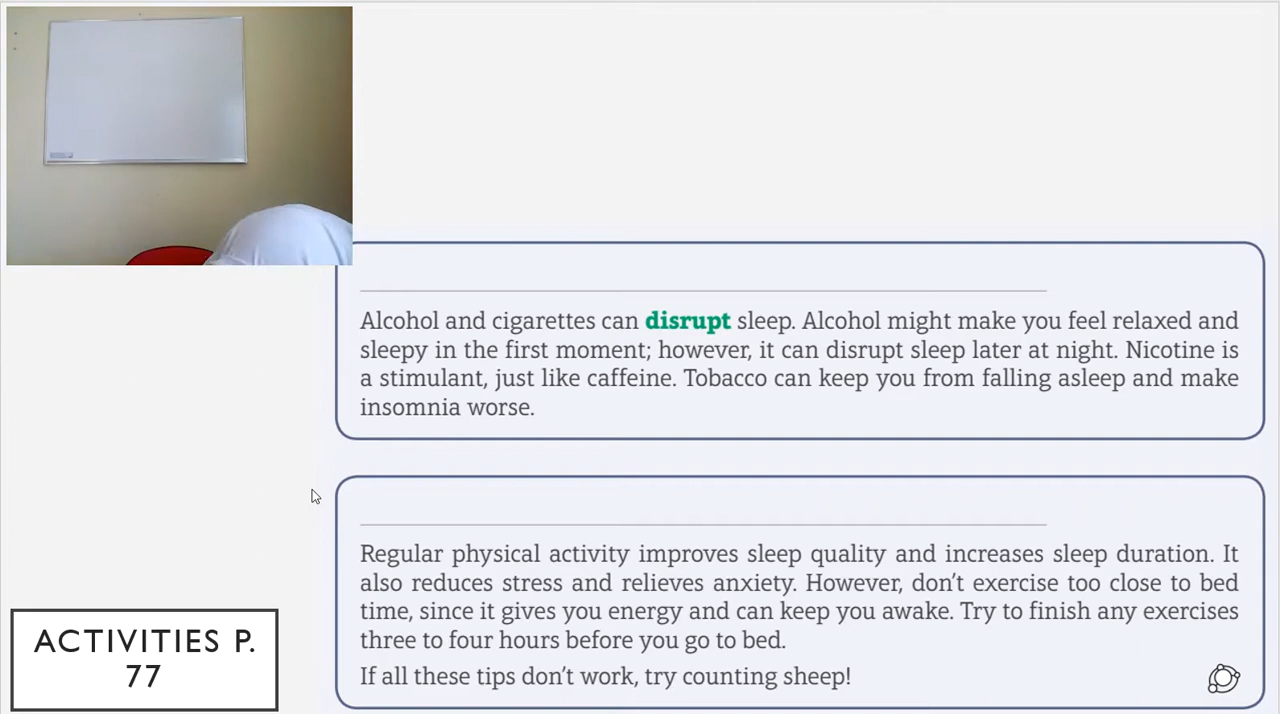 Alcohol and cigarettes can disrupt sleep. Alcohol might make you feel relaxed and
sleepy in the first moment; however, it can disrupt sleep later at night. Nicotine is
a stimulant, just like caffeine. Tobacco can keep you from falling asleep and make
insomnia worse.
Regular physical activity improves sleep quality and increases sleep duration. It
also reduces stress and relieves anxiety. However, don’t exercise too close to bed
time, since it gives you energy and can keep you awake. Try to finish any exercises
three to four hours before you go to bed.
If all these tips don’t work, try counting sheep!
ACTIVITIES P.
77